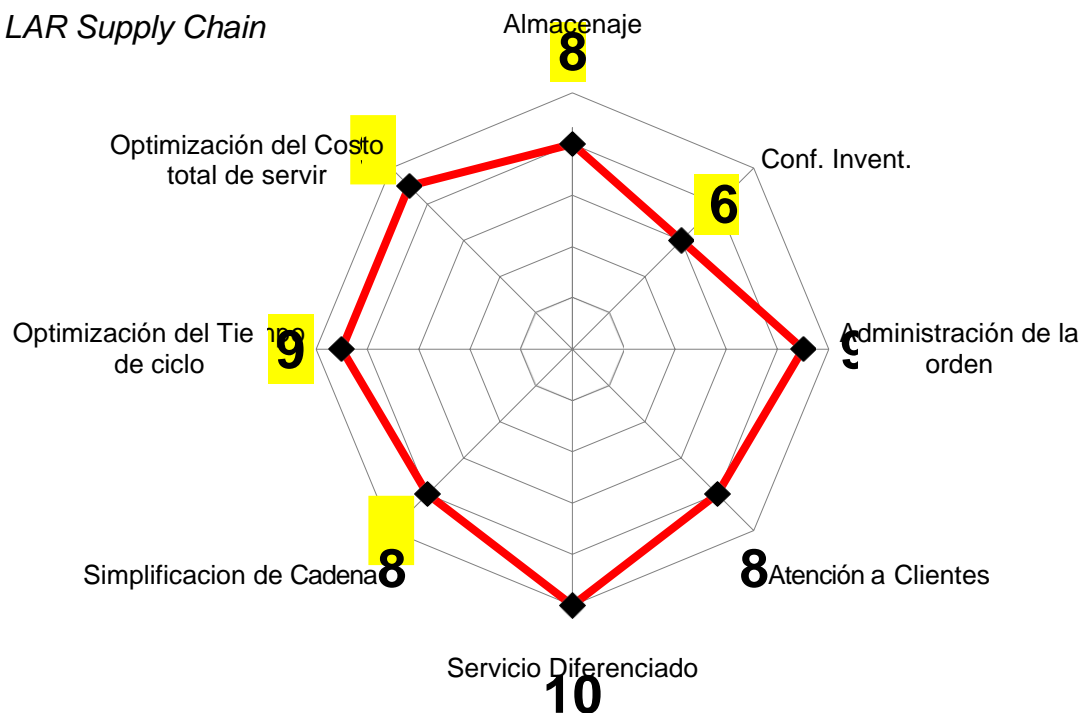 LAR Supply Chain
Almacenaje
8
Optimización del Costo
total de servir
Conf. Invent.
6
Optimización del Tiempo
de ciclo
9
Administración de la
orden
9
Simplificacion de Cadena
8
8
Atención a Clientes
Servicio Diferenciado
10